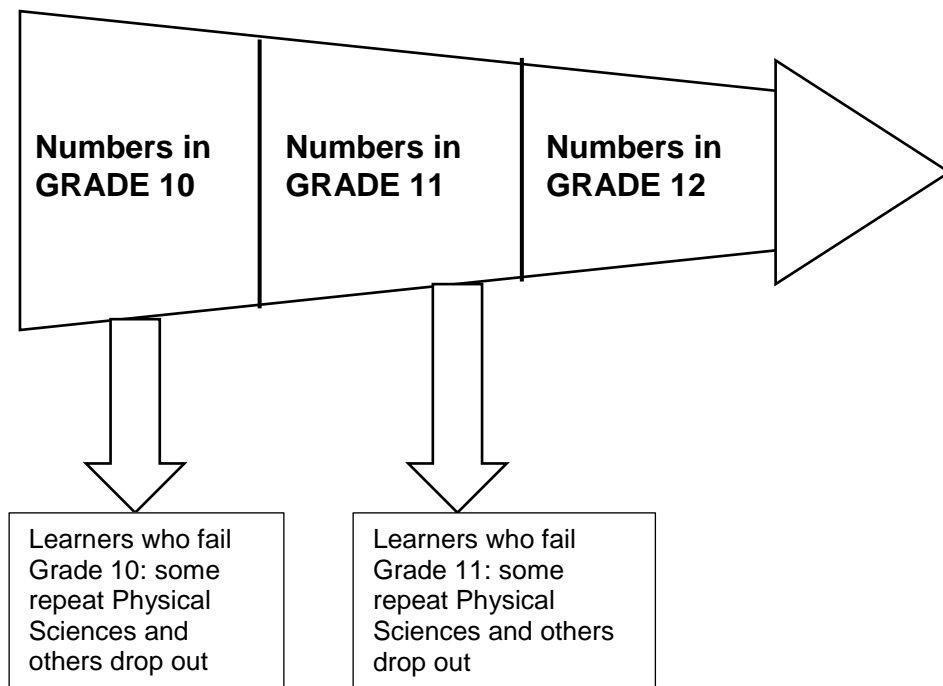 Numbers in
GRADE 10
Numbers in
GRADE 11
Numbers in
GRADE 12
Learners who fail
Grade 10: some
repeat Physical
Sciences and
others drop out
Learners who fail
Grade 11: some
repeat Physical
Sciences and others
drop out